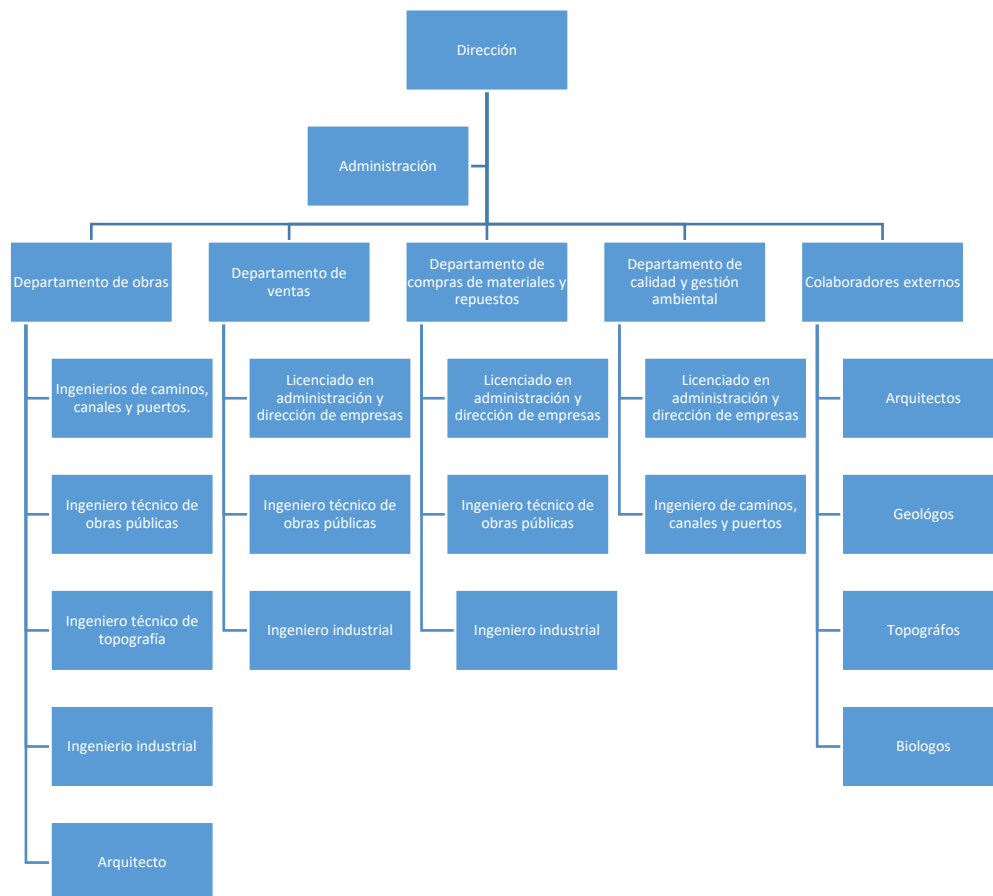 Dirección
Administración
Departamento de obras
Departamento de
ventas
Departamento de
compras de materiales y
repuestos
Departamento de
calidad y gestión
ambiental
Colaboradores externos
Ingenierios de caminos,
canales y puertos.
Licenciado en
administración y
dirección de empresas
Licenciado en
administración y
dirección de empresas
Licenciado en
administración y
dirección de empresas
Arquitectos
Ingeniero técnico de
obras públicas
Ingeniero técnico de
obras públicas
Ingeniero técnico de
obras públicas
Ingeniero de caminos,
canales y puertos
Geológos
Ingeniero técnico de
topografía
Ingeniero industrial
Ingeniero industrial
Topográfos
Ingenierio industrial
Biologos
Arquitecto